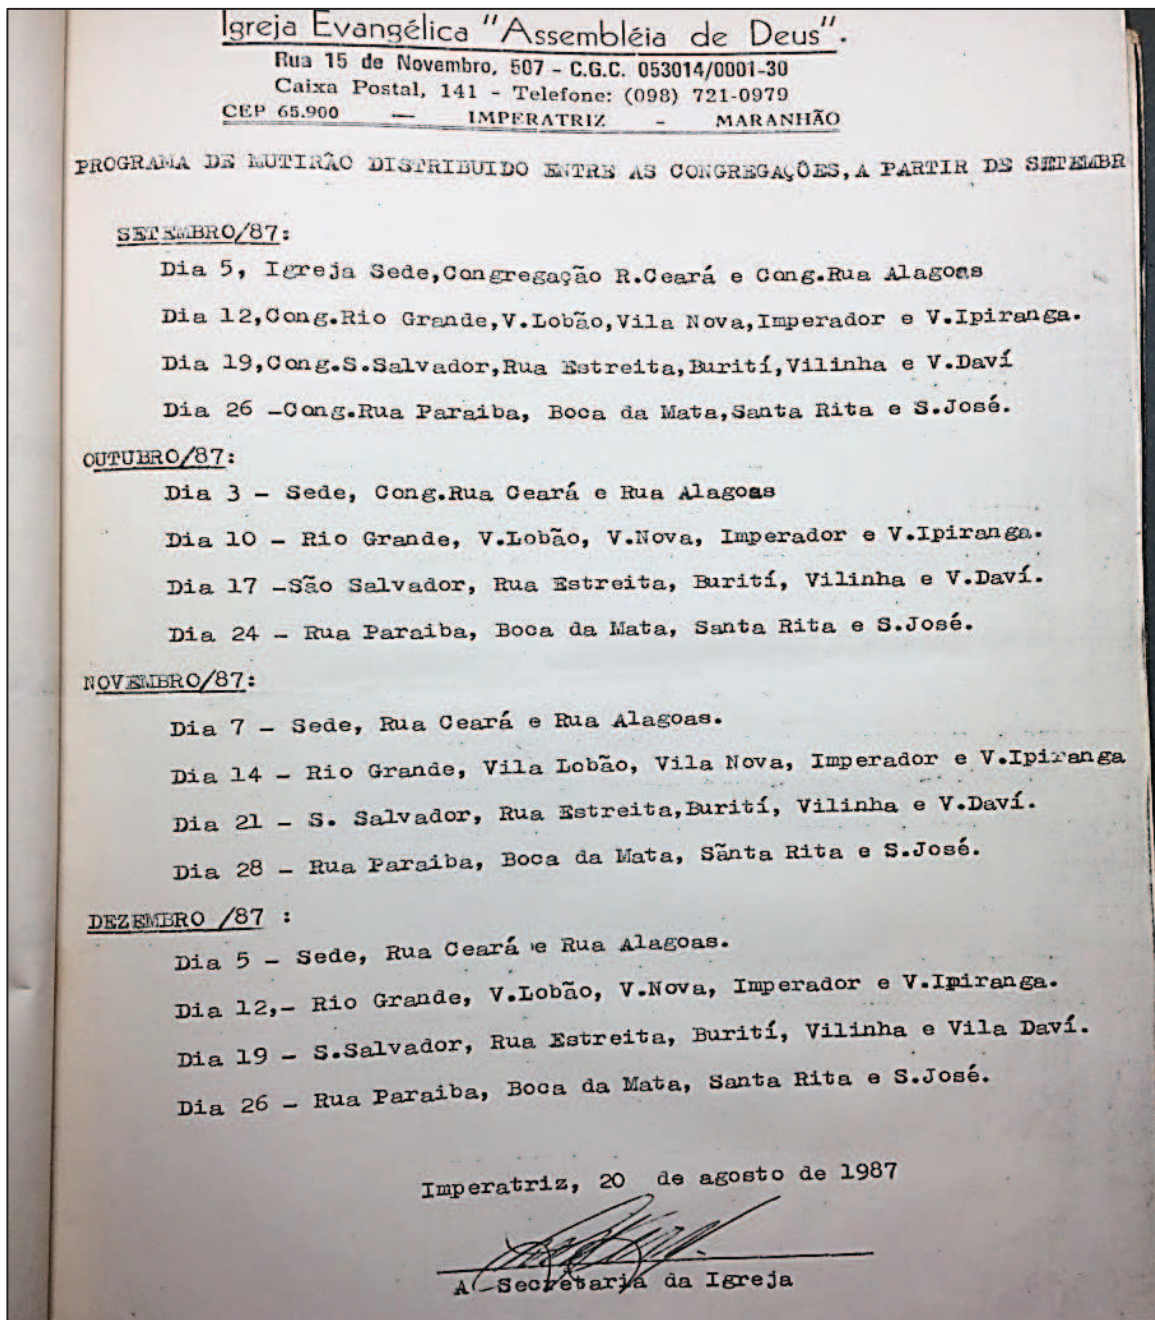 Igreja Evangélica "Assembléia de Deus".
Rua 15 de Novembro, 507 - C.G.C. 053014/0001-30
Caixa Postal, 141 - Telefone: (098) 721-0979
CEP 65.900 — IMPERATRIZ - MARANHÃO
PROGRAMA DE MUTIRÃO DISTRIBUIDO ENTRE AS CONGREGAÇÕES, A PARTIR DE SETEMBR
SETEMBRO/87:
Dia 5, Igreja Sede,Congregação R.Ceará e Cong.Rua Alagoas
Dia 12,Cong.Rio Grande,V.Lobão,Vila Nova,Imperador e V.Ipiranga.
Dia 19,Cong.S.Salvador,Rua Estreita,Burití,Vilinha e V.Daví
Dia 26 -Cong.Rua Paraiba, Boca da Mata,Santa Rita e S.José.
OUTUBRO/87:
Dia 3 - Sede, Cong.Rua Ceará e Rua Alagoas
Dia 10 - Rio Grande, V.Lobão, V.Nova, Imperador e V.Ipiranga.
Dia 17 -São Salvador, Rua Estreita, Burití, Vilinha e V.Daví.
Dia 24 - Rua Paraiba, Boca da Mata, Santa Rita e S.José.
NOVEMBRO/87:
Dia 7 - Sede, Rua Ceará e Rua Alagoas.
Dia 14 - Rio Grande, Vila Lobão, Vila Nova, Imperador e V.Ipiranga
Dia 21 - S. Salvador, Rua Estreita,Burití, Vilinha e V.Daví.
Dia 28 - Rua Paraiba, Boca da Mata, Sãnta Rita e S.José.
DEZEMBRO /87 :
Dia 5 - Sede, Rua Ceará e Rua Alagoas.
Dia 12,- Rio Grande, V.Lobão, V.Nova, Imperador e V.Ipiranga.
Dia 19 - S.Salvador, Rua Estreita, Burití, Vilinha e Vila Daví.
Dia 26 - Rua Paraiba, Boca da Mata, Santa Rita e S.José.
Imperatriz, 20 de agosto de 1987
A Secretaria da Igreja